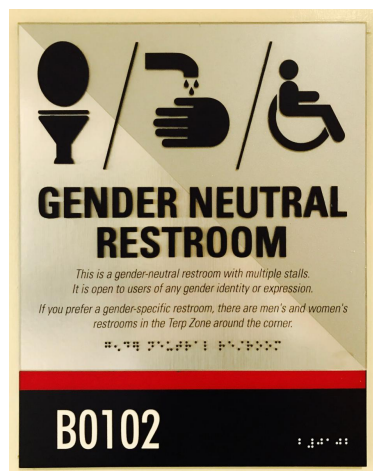 GENDER NEUTRAL
RESTROOM
This is a gender-neutral restroom with multiple stalls.
It is open to users of any gender identity or expression.
If you prefer a gender-specific restroom, there are men's and women's
restrooms in the Terp Zone around the corner.
B0102